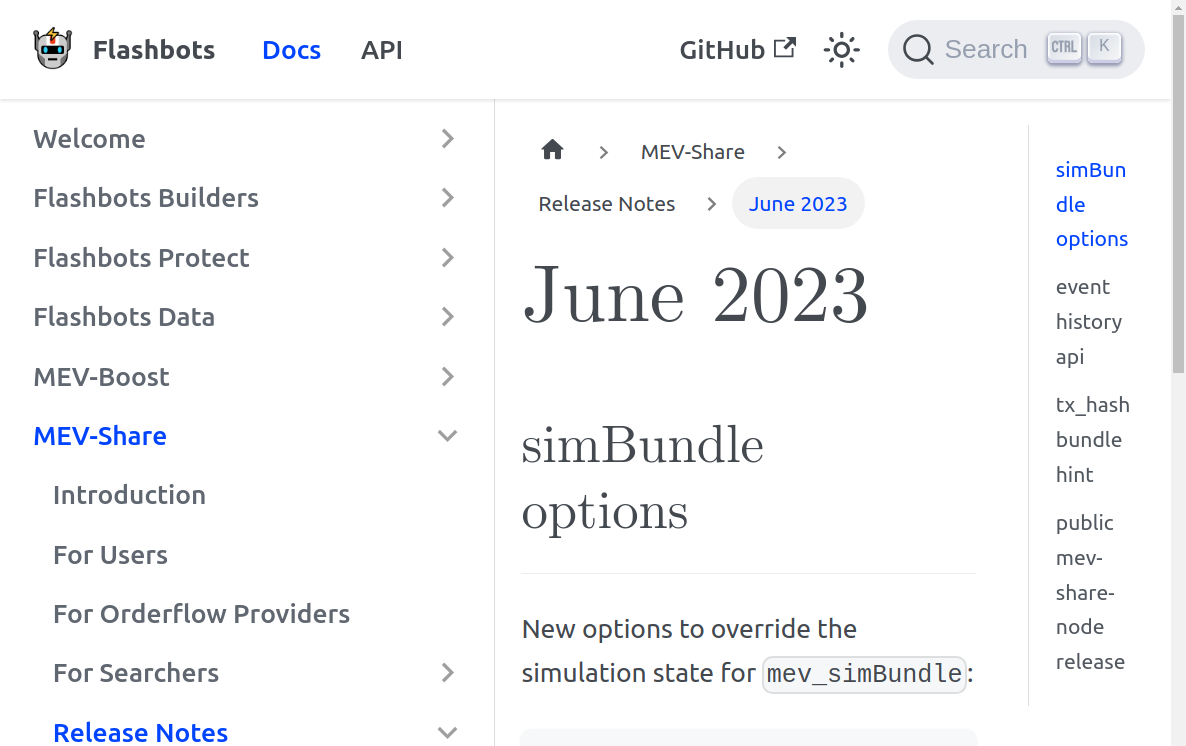 Flashbots
Docs
API
GitHub
Search
CTRL
K
Welcome
Flashbots Builders
Flashbots Protect
Flashbots Data
MEV-Boost
MEV-Share
Introduction
For Users
For Orderflow Providers
For Searchers
Release Notes
MEV-Share
Release Notes
June 2023
June 2023
simBundle
options
New options to override the
simulation state for mev_simBundle:
simBun
dle
options
event
history
api
tx_hash
bundle
hint
public
mev-
share-
node
release